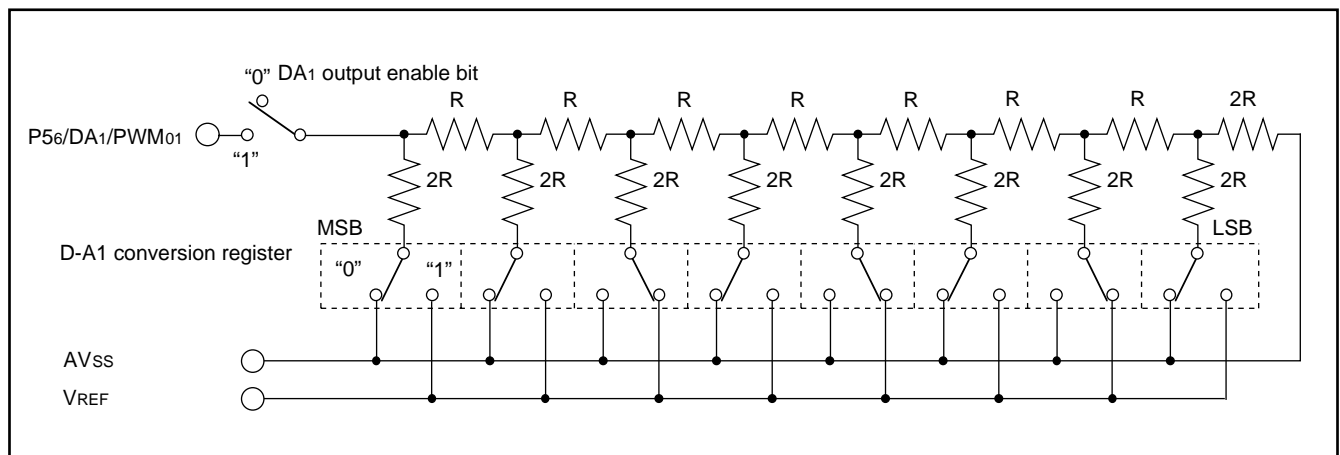 “0” DA1 output enable bit
R R R R R R R 2R
P56/DA1/PWM01
“1”
2R 2R 2R 2R 2R 2R 2R 2R
MSB LSB
D-A1 conversion register
“0” “1”
AVSS
VREF